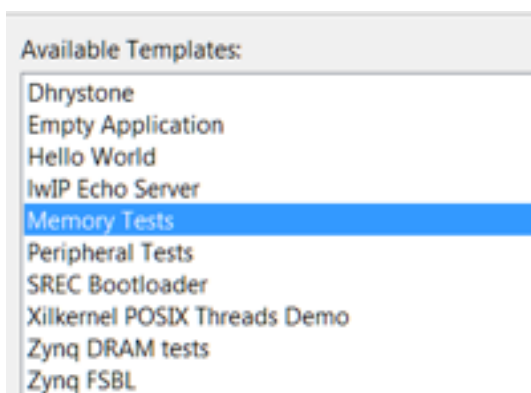 Available Templates:
Dhrystone
Empty Application
Hello World
lwIP Echo Server
Memory Tests
Peripheral Tests
SREC Bootloader
Xilkernel POSIX Threads Demo
Zynq DRAM tests
Zynq FSBL